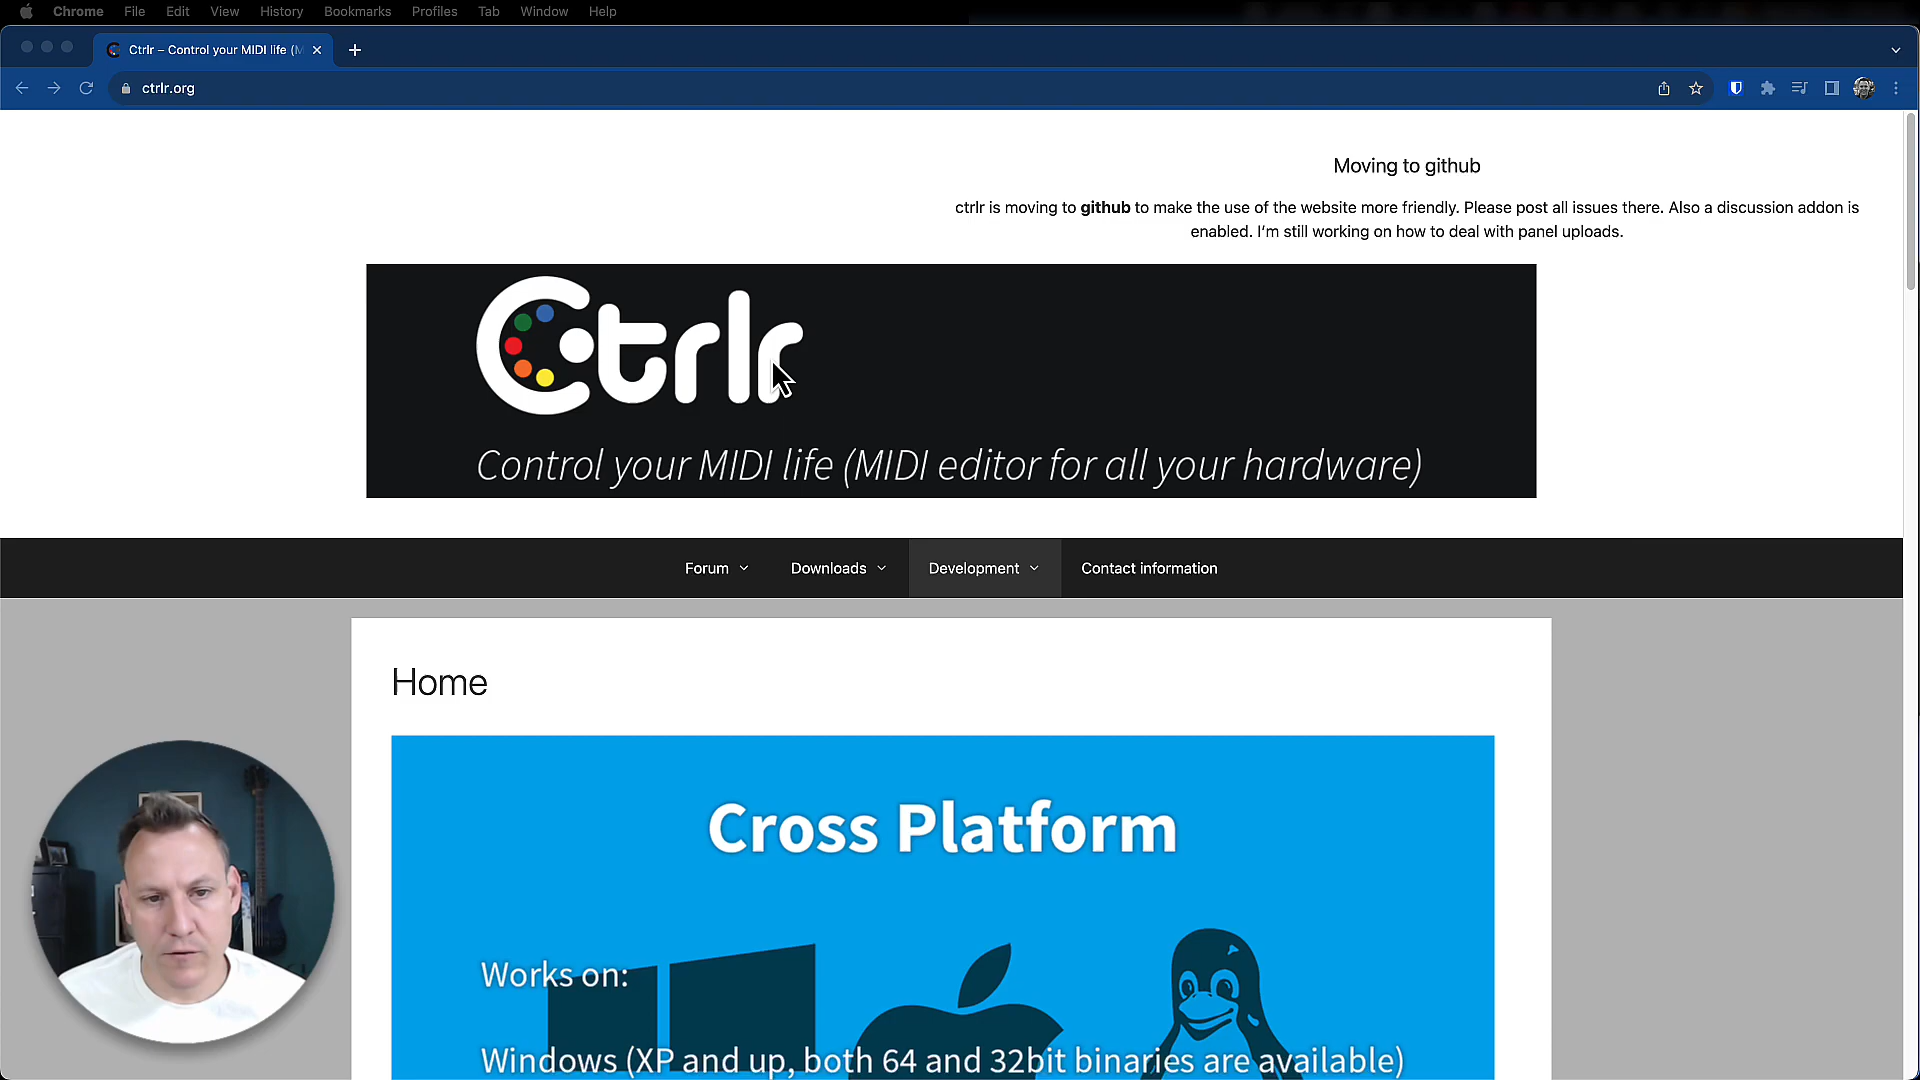 Chrome File Edit View History Bookmarks Profiles Tab Window Help
Ctrlr – Control your MIDI life (M
ctrlr.org
Moving to github
ctrlr is moving to github to make the use of the website more friendly. Please post all issues there. Also a discussion addon is
enabled. I'm still working on how to deal with panel uploads.
Ctrlr
Control your MIDI life (MIDI editor for all your hardware)
Forum Downloads Development Contact information
Home
Cross Platform
Works on:
Windows (XP and up, both 64 and 32bit binaries are available)